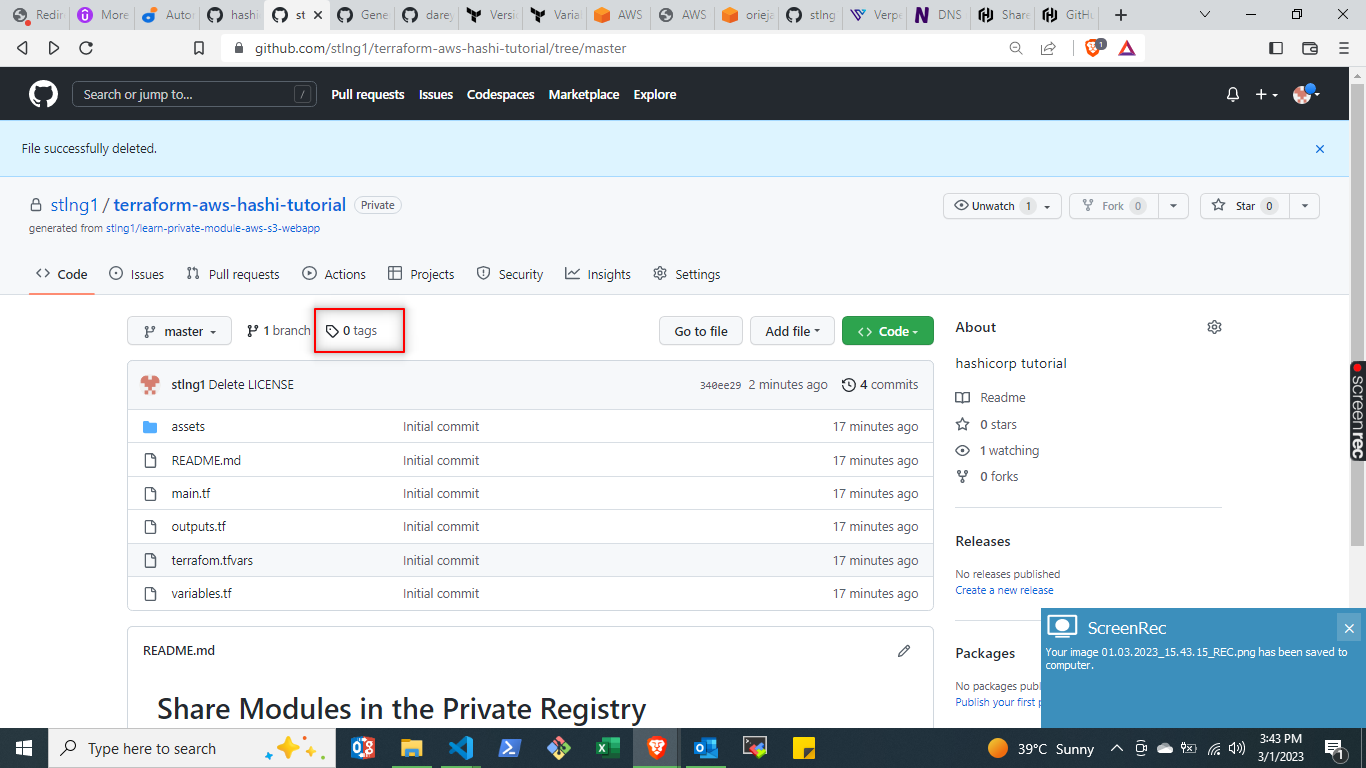 Redir
More
Autor
hashi
st
Gene
darey
Versi
Varia
AWS
AWS
orieja
stlng
Verpe
DNS
Share
GitHu
github.com/stlng1/terraform-aws-hashi-tutorial/tree/master
1
Search or jump to...
/
Pull requests
Issues
Codespaces
Marketplace
Explore
File successfully deleted.
stlng1 / terraform-aws-hashi-tutorial
Private
Unwatch 1
Fork 0
Star 0
generated from stlng1/learn-private-module-aws-s3-webapp
Code
Issues
Pull requests
Actions
Projects
Security
Insights
Settings
master
1 branch
0 tags
Go to file
Add file
Code
stlng1 Delete LICENSE
340ee29 2 minutes ago
4 commits
assets Initial commit 17 minutes ago
README.md Initial commit 17 minutes ago
main.tf Initial commit 17 minutes ago
outputs.tf Initial commit 17 minutes ago
terrafom.tfvars Initial commit 17 minutes ago
variables.tf Initial commit 17 minutes ago
README.md
Share Modules in the Private Registry
About
hashicorp tutorial
Readme
0 stars
1 watching
0 forks
Releases
No releases published
Create a new release
Packages
No packages publ
Publish your first p
screenrec
ScreenRec
Your image 01.03.2023_15.43.15_REC.png has been saved to
computer.
Type here to search
39°C Sunny
3:43 PM
3/1/2023
1